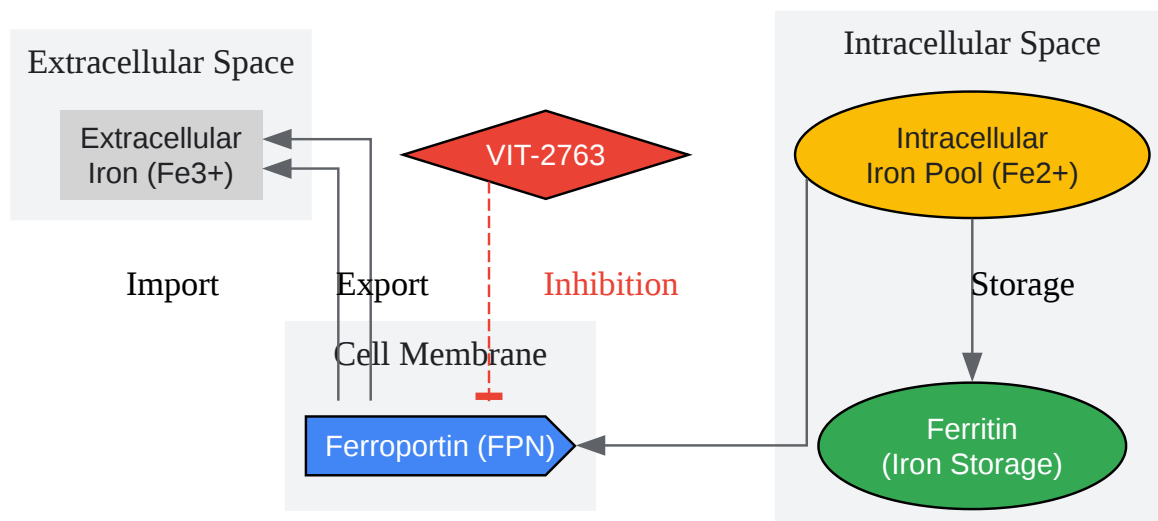 Extracellular Space
Extracellular
Iron (Fe3+)
VIT-2763
Intracellular Space
Intracellular
Iron Pool (Fe2+)
Import
Export
Inhibition
Storage
Cell Membrane
Ferroportin (FPN)
Ferritin
(Iron Storage)